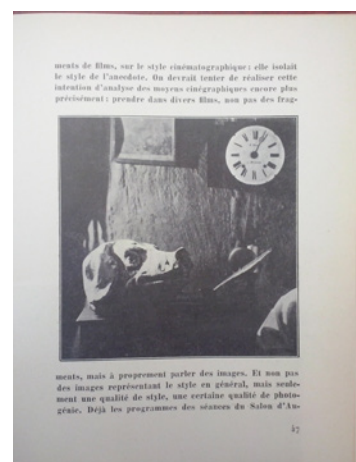 ments de films, sur le style cinématographique: elle isolait
le style de l'anecdote. On devrait tenter de réaliser cette
intention d'analyse des moyens cinégraphiques encore plus
précisément: prendre dans divers films, non pas des frag-
ments, mais à proprement parler des images. Et non pas
des images représentant le style en général, mais seule-
ment une qualité de style, une certaine qualité de photo-
génie. Déjà les programmes des séances du Salon d'Au-
47